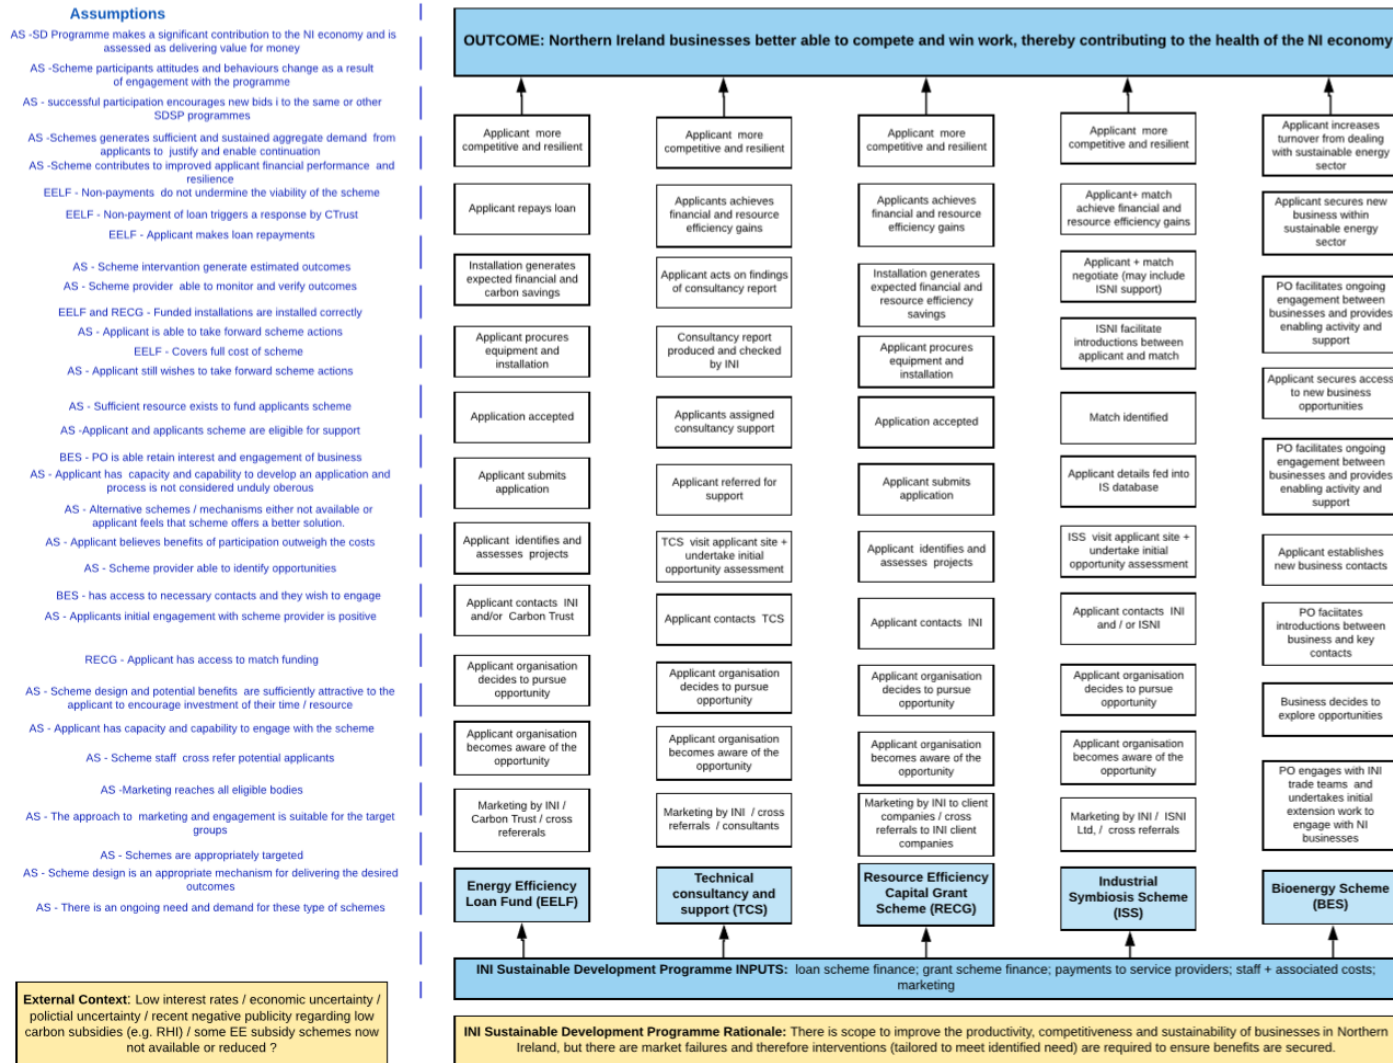 Assumptions
AS -SD Programme makes a significant contribution to the NI economy and is
assessed as delivering value for money
AS -Scheme participants attitudes and behaviours change as a result
of engagement with the programme
AS - successful participation encourages new bids i to the same or other
SDSP programmes
AS -Schemes generates sufficient and sustained aggregate demand from
applicants to justify and enable continuation
AS -Scheme contributes to improved applicant financial performance and
resilience
EELF - Non-payments do not undermine the viability of the scheme
EELF - Non-payment of loan triggers a response by CTrust
EELF - Applicant makes loan repayments
AS - Scheme intervantion generate estimated outcomes
AS - Scheme provider able to monitor and verify outcomes
EELF and RECG - Funded installations are installed correctly
AS - Applicant is able to take forward scheme actions
EELF - Covers full cost of scheme
AS - Applicant still wishes to take forward scheme actions
AS - Sufficient resource exists to fund applicants scheme
AS -Applicant and applicants scheme are eligible for support
BES - PO is able retain interest and engagement of business
AS - Applicant has capacity and capability to develop an application and
process is not considered unduly oberous
AS - Alternative schemes / mechanisms either not available or
applicant feels that scheme offers a better solution.
AS - Applicant believes benefits of participation outweigh the costs
AS - Scheme provider able to identify opportunities
BES - has access to necessary contacts and they wish to engage
AS - Applicants initial engagement with scheme provider is positive
RECG - Applicant has access to match funding
AS - Scheme design and potential benefits are sufficiently attractive to the
applicant to encourage investment of their time / resource
AS - Applicant has capacity and capability to engage with the scheme
AS - Scheme staff cross refer potential applicants
AS -Marketing reaches all eligible bodies
AS - The approach to marketing and engagement is suitable for the target
groups
AS - Schemes are appropriately targeted
AS - Scheme design is an appropriate mechanism for delivering the desired
outcomes
AS - There is an ongoing need and demand for these type of schemes
External Context: Low interest rates / economic uncertainty /
polictial uncertainty / recent negative publicity regarding low
carbon subsidies (e.g. RHI) / some EE subsidy schemes now
not available or reduced ?
OUTCOME: Northern Ireland businesses better able to compete and win work, thereby contributing to the health of the NI economy
Applicant more
competitive and resilient
Applicant repays loan
Installation generates
expected financial and
carbon savings
Applicant procures
equipment and
installation
Application accepted
Applicant submits
application
Applicant identifies and
assesses projects
Applicant contacts INI
and/or Carbon Trust
Applicant organisation
decides to pursue
opportunity
Applicant organisation
becomes aware of the
opportunity
Marketing by INI /
Carbon Trust / cross
refererals
Energy Efficiency
Loan Fund (EELF)
Applicant more
competitive and resilient
Applicants achieves
financial and resource
efficiency gains
Applicant acts on findings
of consultancy report
Consultancy report
produced and checked
by INI
Applicants assigned
consultancy support
Applicant referred for
support
TCS visit applicant site +
undertake initial
opportunity assessment
Applicant contacts TCS
Applicant organisation
decides to pursue
opportunity
Applicant organisation
becomes aware of the
opportunity
Marketing by INI / cross
referrals / consultants
Technical
consultancy and
support (TCS)
Applicant more
competitive and resilient
Applicants achieves
financial and resource
efficiency gains
Installation generates
expected financial and
resource efficiency
savings
Applicant procures
equipment and
installation
Application accepted
Applicant submits
application
Applicant identifies and
assesses projects
Applicant contacts INI
Applicant organisation
decides to pursue
opportunity
Applicant organisation
becomes aware of the
opportunity
Marketing by INI to client
companies / cross
referrals to INI client
companies
Resource Efficiency
Capital Grant
Scheme (RECG)
Applicant more
competitive and resilient
Applicant+ match
achieve financial and
resource efficiency gains
Applicant + match
negotiate (may include
ISNI support)
ISNI facilitate
introductions between
applicant and match
Match identified
Applicant details fed into
IS database
ISS visit applicant site +
undertake initial
opportunity assessment
Applicant contacts INI
and / or ISNI
Applicant organisation
decides to pursue
opportunity
Applicant organisation
becomes aware of the
opportunity
Marketing by INI / ISNI
Ltd, / cross referrals
Industrial
Symbiosis Scheme
(ISS)
Applicant increases
turnover from dealing
with sustainable energy
sector
Applicant secures new
business within
sustainable energy
sector
PO facilitates ongoing
engagement between
businesses and provides
enabling activity and
support
Applicant secures access
to new business
opportunities
PO facilitates ongoing
engagement between
businesses and provides
enabling activity and
support
Applicant establishes
new business contacts
PO faciitates
introductions between
business and key
contacts
Business decides to
explore opportunities
PO engages with INI
trade teams and
undertakes initial
extension work to
engage with NI
businesses
Bioenergy Scheme
(BES)
INI Sustainable Development Programme INPUTS: loan scheme finance; grant scheme finance; payments to service providers; staff + associated costs;
marketing
INI Sustainable Development Programme Rationale: There is scope to improve the productivity, competitiveness and sustainability of businesses in Northern
Ireland, but there are market failures and therefore interventions (tailored to meet identified need) are required to ensure benefits are secured.